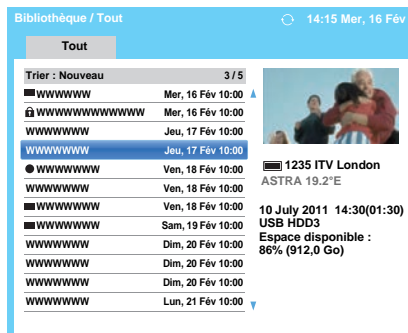 Bibliothèque / Tout
14:15 Mer, 16 Fév
Tout
Trier : Nouveau 3 / 5
WWWWWWW Mer, 16 Fév 10:00
WWWWWWWWWWWW Mer, 16 Fév 10:00
WWWWWWW Jeu, 17 Fév 10:00
WWWWWWW Jeu, 17 Fév 10:00
WWWWWWW Ven, 18 Fév 10:00
WWWWWWW Ven, 18 Fév 10:00
WWWWWWW Ven, 18 Fév 10:00
WWWWWWW Sam, 19 Fév 10:00
WWWWWWW Dim, 20 Fév 10:00
WWWWWWW Dim, 20 Fév 10:00
WWWWWWW Dim, 20 Fév 10:00
WWWWWWW Lun, 21 Fév 10:00
1235 ITV London
ASTRA 19.2°E
10 July 2011 14:30(01:30)
USB HDD3
Espace disponible :
86% (912,0 Go)